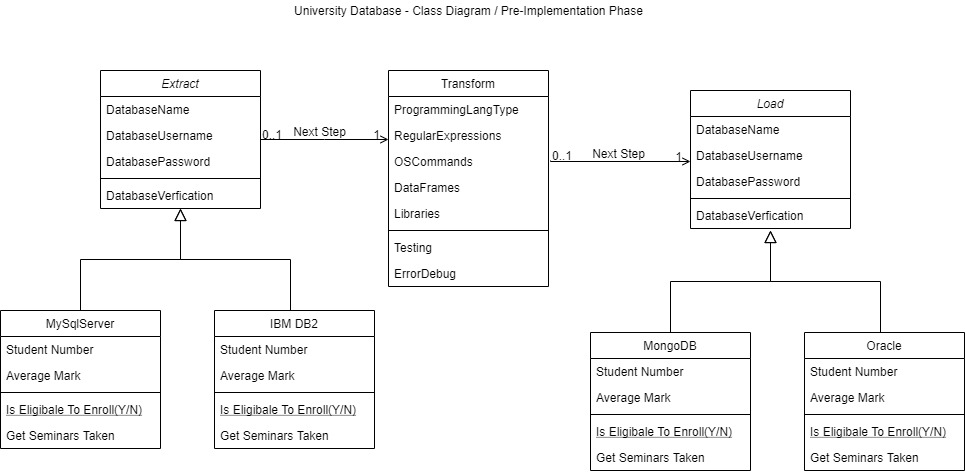 University Database - Class Diagram / Pre-Implementation Phase
Extract
DatabaseName
DatabaseUsername
DatabasePassword
DatabaseVerfication
0..1 Next Step 1
Transform
ProgrammingLangType
RegularExpressions
OSCommands
DataFrames
Libraries
Testing
ErrorDebug
0..1 Next Step 1
Load
DatabaseName
DatabaseUsername
DatabasePassword
DatabaseVerfication
MySqlServer
Student Number
Average Mark
Is Eligibale To Enroll(Y/N)
Get Seminars Taken
IBM DB2
Student Number
Average Mark
Is Eligibale To Enroll(Y/N)
Get Seminars Taken
MongoDB
Student Number
Average Mark
Is Eligibale To Enroll(Y/N)
Get Seminars Taken
Oracle
Student Number
Average Mark
Is Eligibale To Enroll(Y/N)
Get Seminars Taken